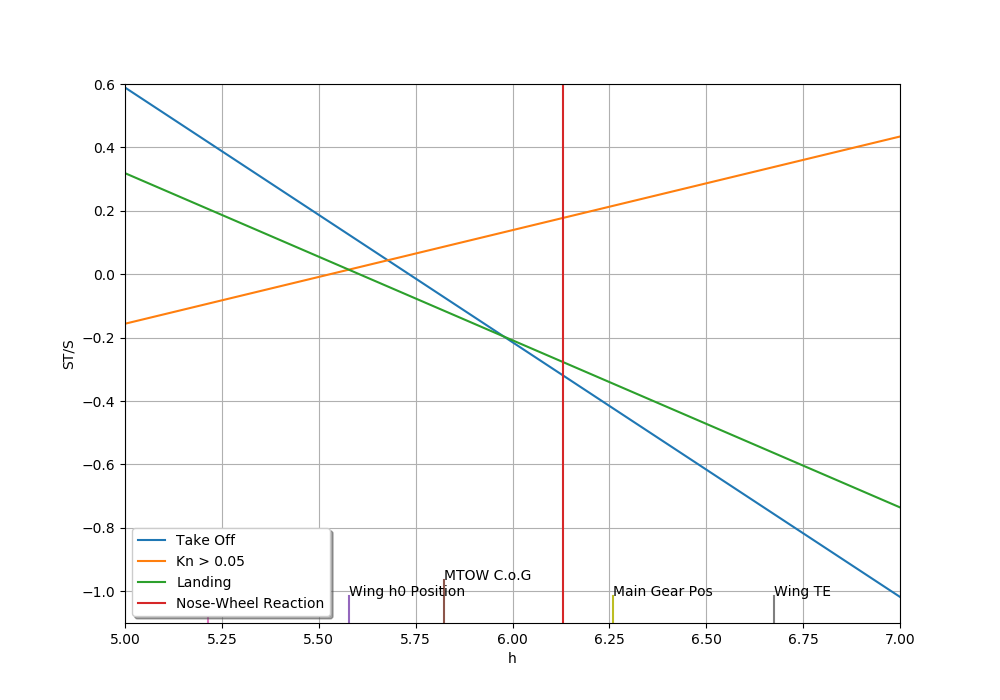 0.6
0.4
0.2
0.0
−0.2
−0.4
−0.6
−0.8
−1.0
ST/S
Take Off
Kn > 0.05
Landing
Nose-Wheel Reaction
MTOW C.o.G
Wing h0 Position
Main Gear Pos
Wing TE
5.00 5.25 5.50 5.75 6.00 6.25 6.50 6.75 7.00
h